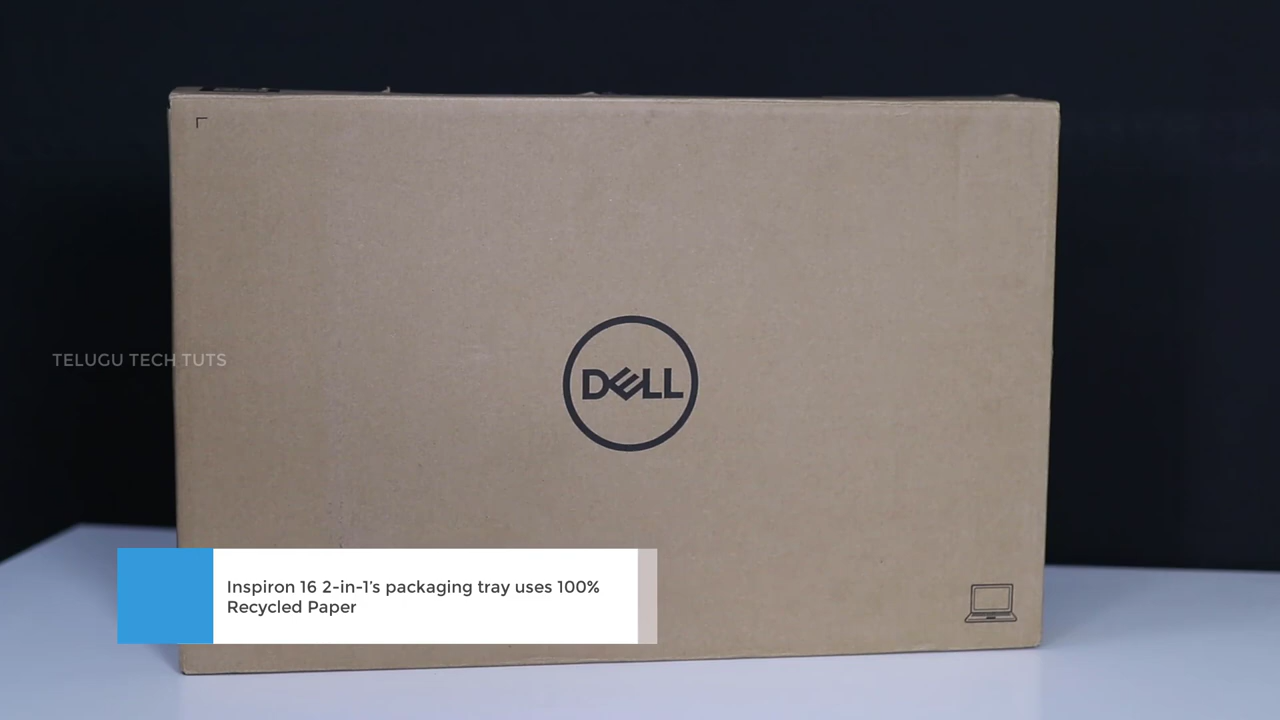 TELUGU TECH TUTS
DELL
Inspiron 16 2-in-1's packaging tray uses 100%
Recycled Paper